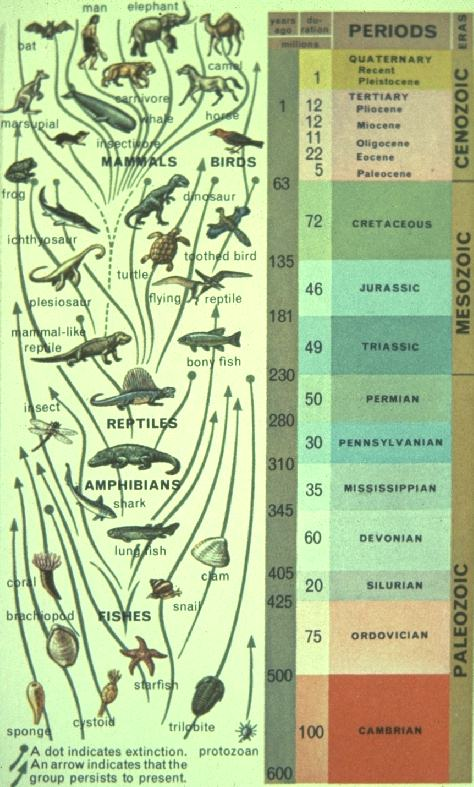 man
elephant
bat
camel
carnivore
whale
horse
marsupial
insectivore
MAMMALS
BIRDS
frog
dinosaur
ichthyosaur
toothed bird
turtle
plesiosaur
flying reptile
mammal-like
reptile
bony fish
insect
REPTILES
AMPHIBIANS
shark
lung fish
clam
coral
snail
brachiopod
FISHES
starfish
cystoid
trilobite
sponge
protozoan
A dot indicates extinction.
An arrow indicates that the
group persists to present.
years
ago
du-
ration
millions
PERIODS
ERAS
QUATERNARY
1 Recent
Pleistocene
1
TERTIARY
12 Pliocene
12 Miocene
11 Oligocene
22 Eocene
5 Paleocene
CENOZOIC
63
72 CRETACEOUS
135
46 JURASSIC
181
49 TRIASSIC
MESOZOIC
230
50 PERMIAN
280
30 PENNSYLVANIAN
310
35 MISSISSIPPIAN
345
60 DEVONIAN
405
20 SILURIAN
425
75 ORDOVICIAN
500
100 CAMBRIAN
600
PALEOZOIC